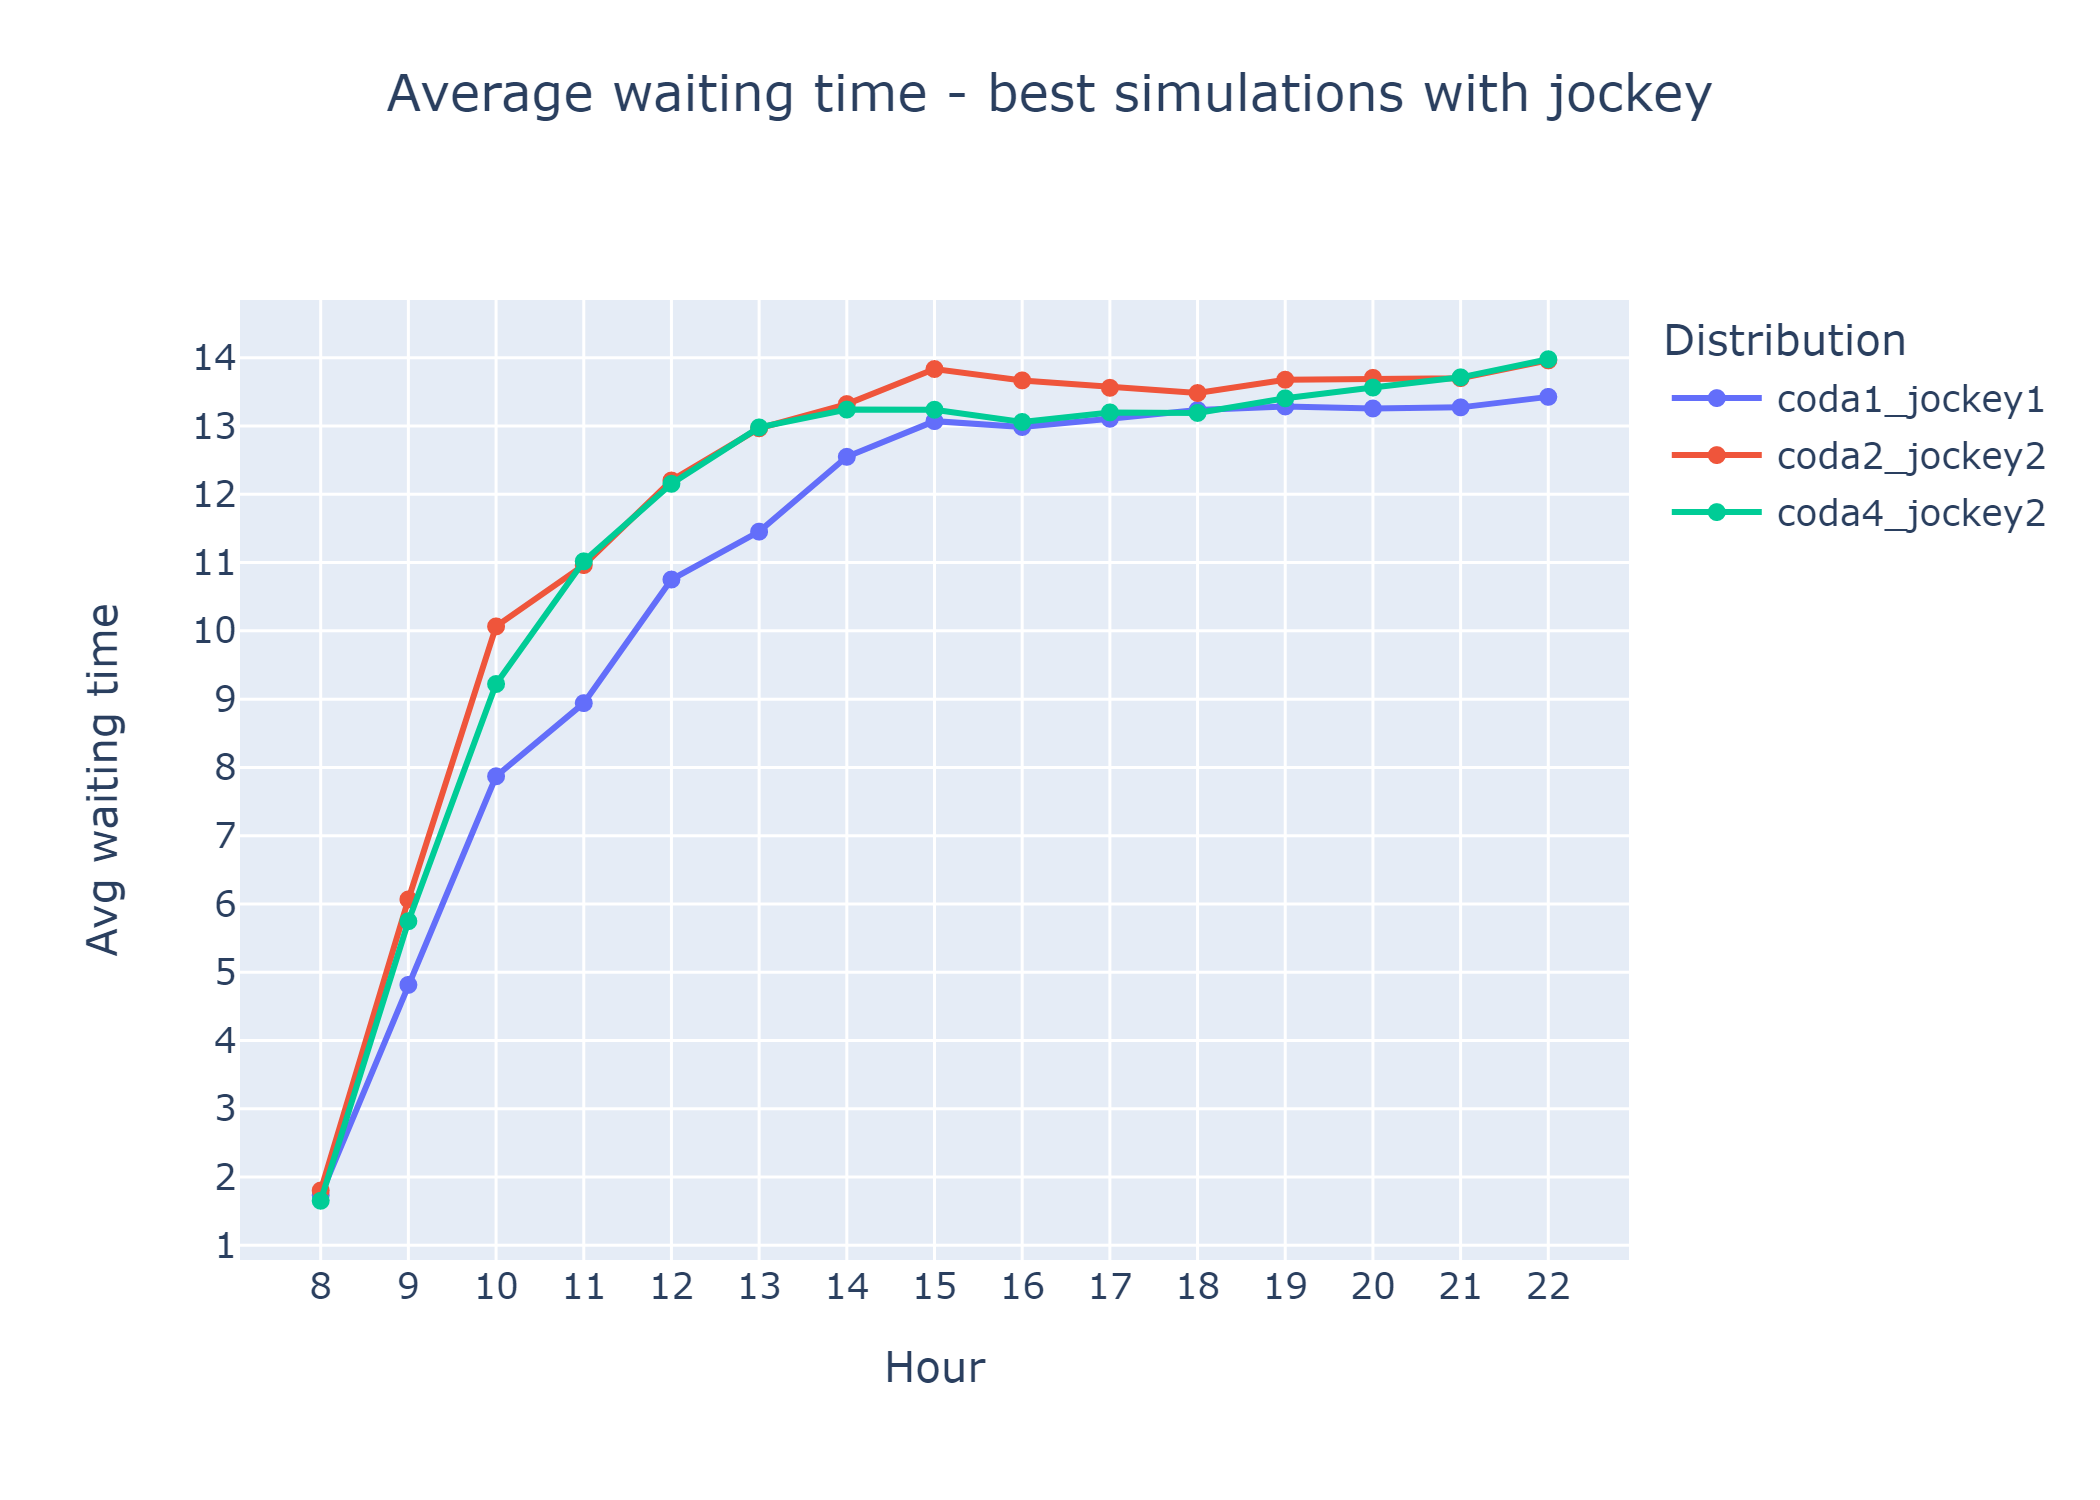 Average waiting time - best simulations with jockey
Distribution
coda1_jockey1
coda2_jockey2
coda4_jockey2
Avg waiting time
14
13
12
11
10
9
8
7
6
5
4
3
2
1
8 9 10 11 12 13 14 15 16 17 18 19 20 21 22
Hour